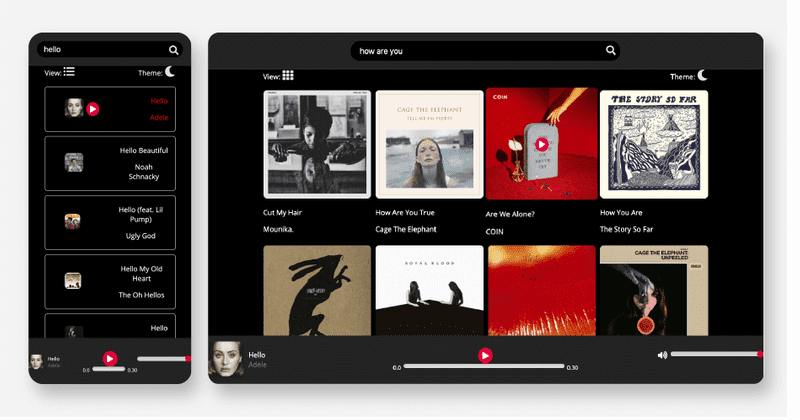 hello
View:
Theme:
Hello
Adele
Hello Beautiful
Noah
Schnacky
Hello (feat. Lil
Pump)
Ugly God
Hello My Old
Heart
The Oh Hellos
Hello
Hello
Adele
0.0
0.30
how are you
View:
Theme:
CAGE THE ELEPHANT
TELL ME I'M PRETTY
COIN
THE STORY SO FAR
Cut My Hair
Mounika.
How Are You True
Cage The Elephant
Are We Alone?
COIN
How You Are
The Story So Far
ROYAL BLOOD
CAGE THE ELEPHANT
UNPEELED
Hello
Adele
0.0
0.30